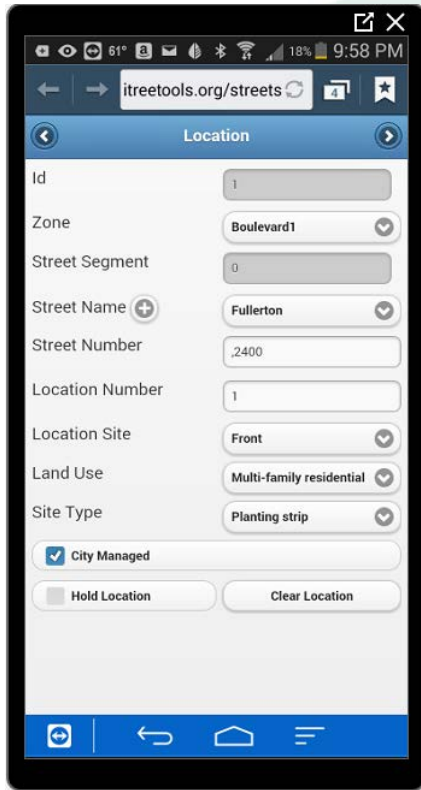 61° a 18% 9:58 PM
itreetools.org/streets 4
Location
Id 1
Zone Boulevard1
Street Segment 0
Street Name Fullerton
Street Number ,2400
Location Number 1
Location Site Front
Land Use Multi-family residential
Site Type Planting strip
City Managed
Hold Location Clear Location